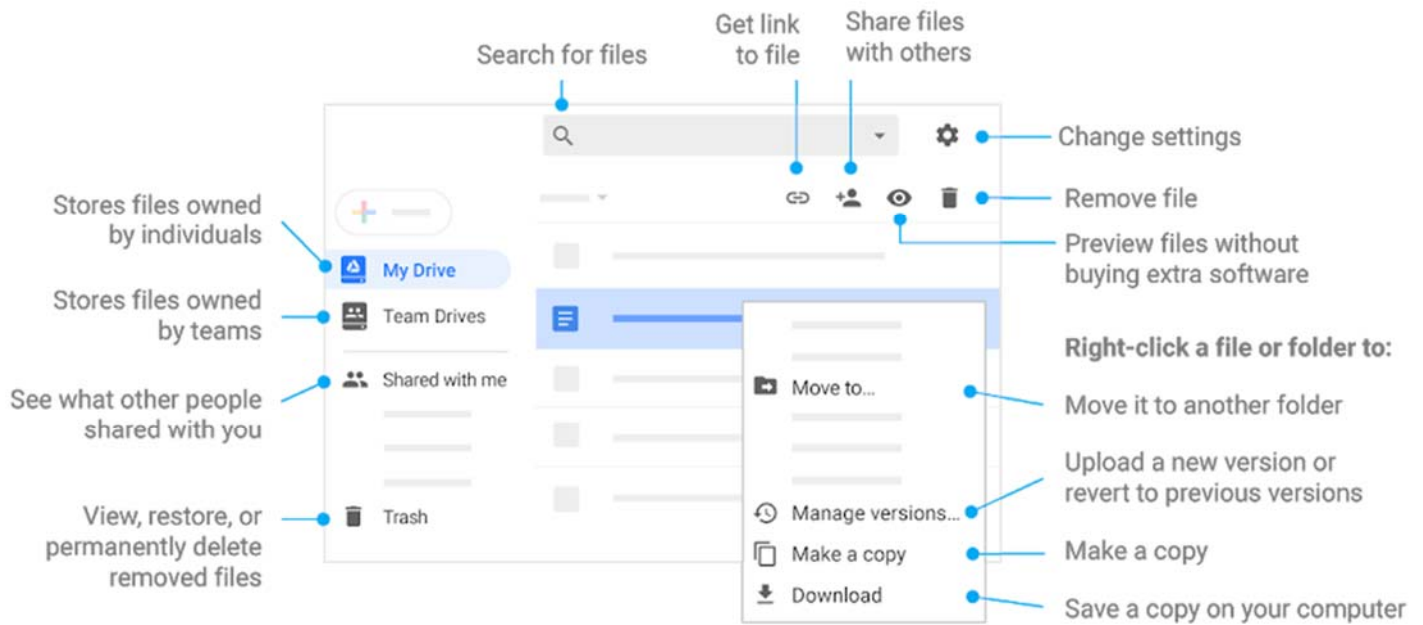 Search for files
Get link
to file
Share files
with others
Change settings
Remove file
Preview files without
buying extra software
Stores files owned
by individuals
My Drive
Stores files owned
by teams
Team Drives
See what other people
shared with you
Shared with me
View, restore, or
permanently delete
removed files
Trash
Right-click a file or folder to:
Move to...
Move it to another folder
Manage versions...
Upload a new version or
revert to previous versions
Make a copy
Make a copy
Download
Save a copy on your computer